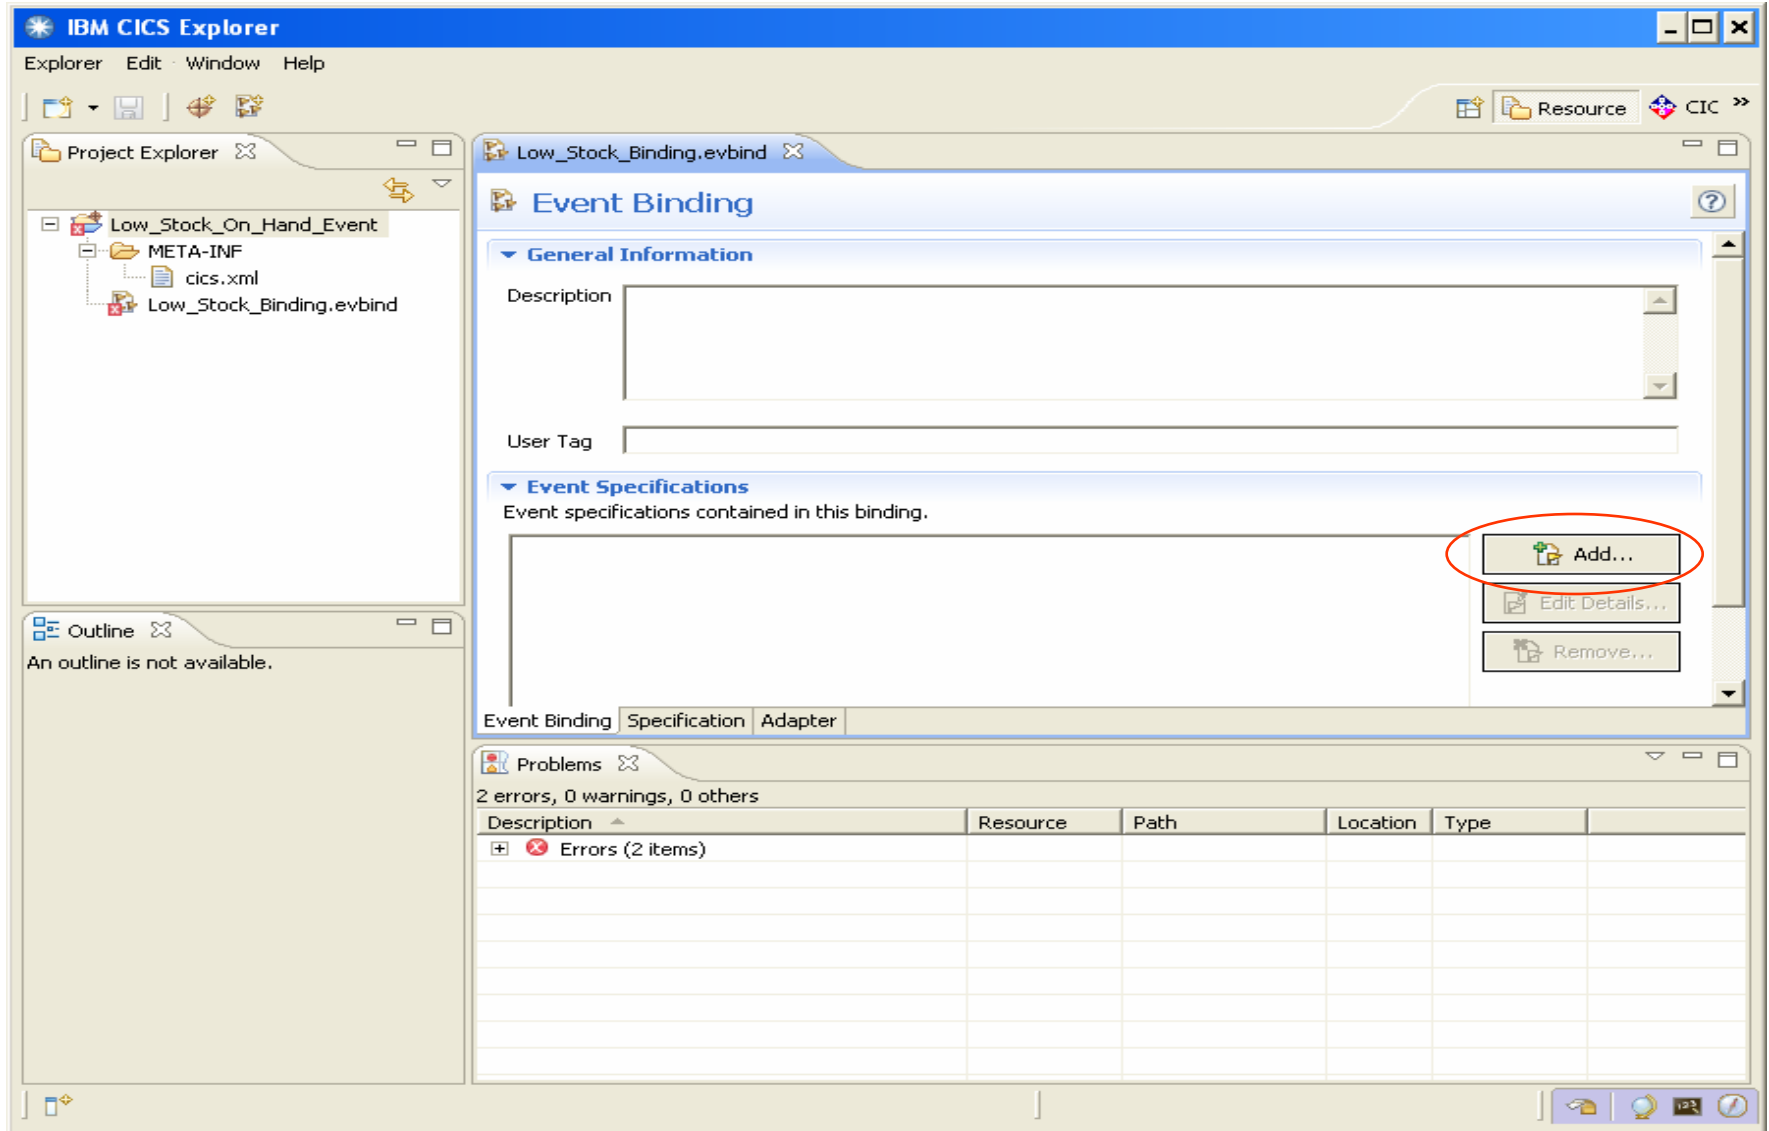 IBM CICS Explorer
Explorer Edit Window Help
Resource CIC »
Project Explorer
Low_Stock_On_Hand_Event
META-INF
cics.xml
Low_Stock_Binding.evbind
Outline
An outline is not available.
Low_Stock_Binding.evbind
Event Binding
General Information
Description
User Tag
Event Specifications
Event specifications contained in this binding.
Add...
Edit Details...
Remove...
Event Binding Specification Adapter
Problems
2 errors, 0 warnings, 0 others
Description Resource Path Location Type
Errors (2 items)
123